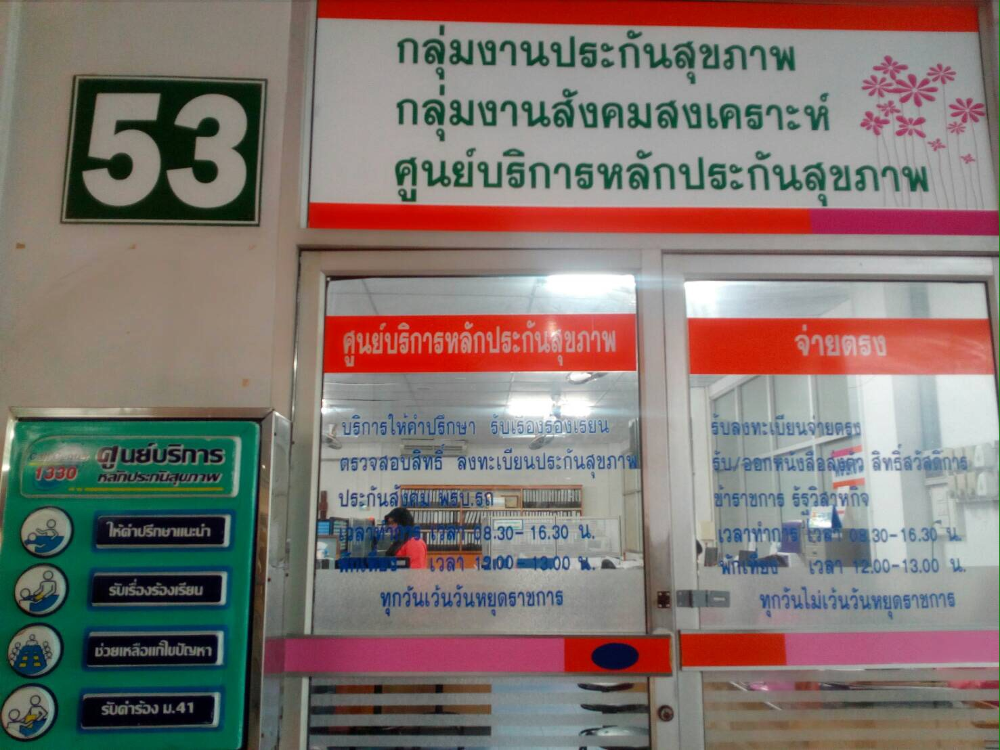 53
กลุ่มงานประกันสุขภาพ
กลุ่มงานสังคมสงเคราะห์
ศูนย์บริการหลักประกันสุขภาพ
ศูนย์บริการหลักประกันสุขภาพ
บริการให้คำปรึกษา รับเรื่องร้องเรียน
ตรวจสอบสิทธิ์ ลงทะเบียนประกันสุขภาพ
ประกันสังคม พรบ.รถ
เวลาทำการ เวลา 08.30-16.30 น.
พักเที่ยง เวลา 12.00-13.00 น.
ทุกวันเว้นวันหยุดราชการ
จ่ายตรง
รับลงทะเบียนจ่ายตรง
รับ/ออกหนังสือส่งตัว สิทธิ์สวัสดิการ
ข้าราชการ รัฐวิสาหกิจ
เวลาทำการ เวลา 08.30-16.30 น.
พักเที่ยง เวลา 12.00-13.00 น.
ทุกวันไม่เว้นวันหยุดราชการ
Call Center
1330
ศูนย์บริการ
หลักประกันสุขภาพ
ให้คำปรึกษาแนะนำ
รับเรื่องร้องเรียน
ช่วยเหลือแก้ไขปัญหา
รับคำร้อง ม.41